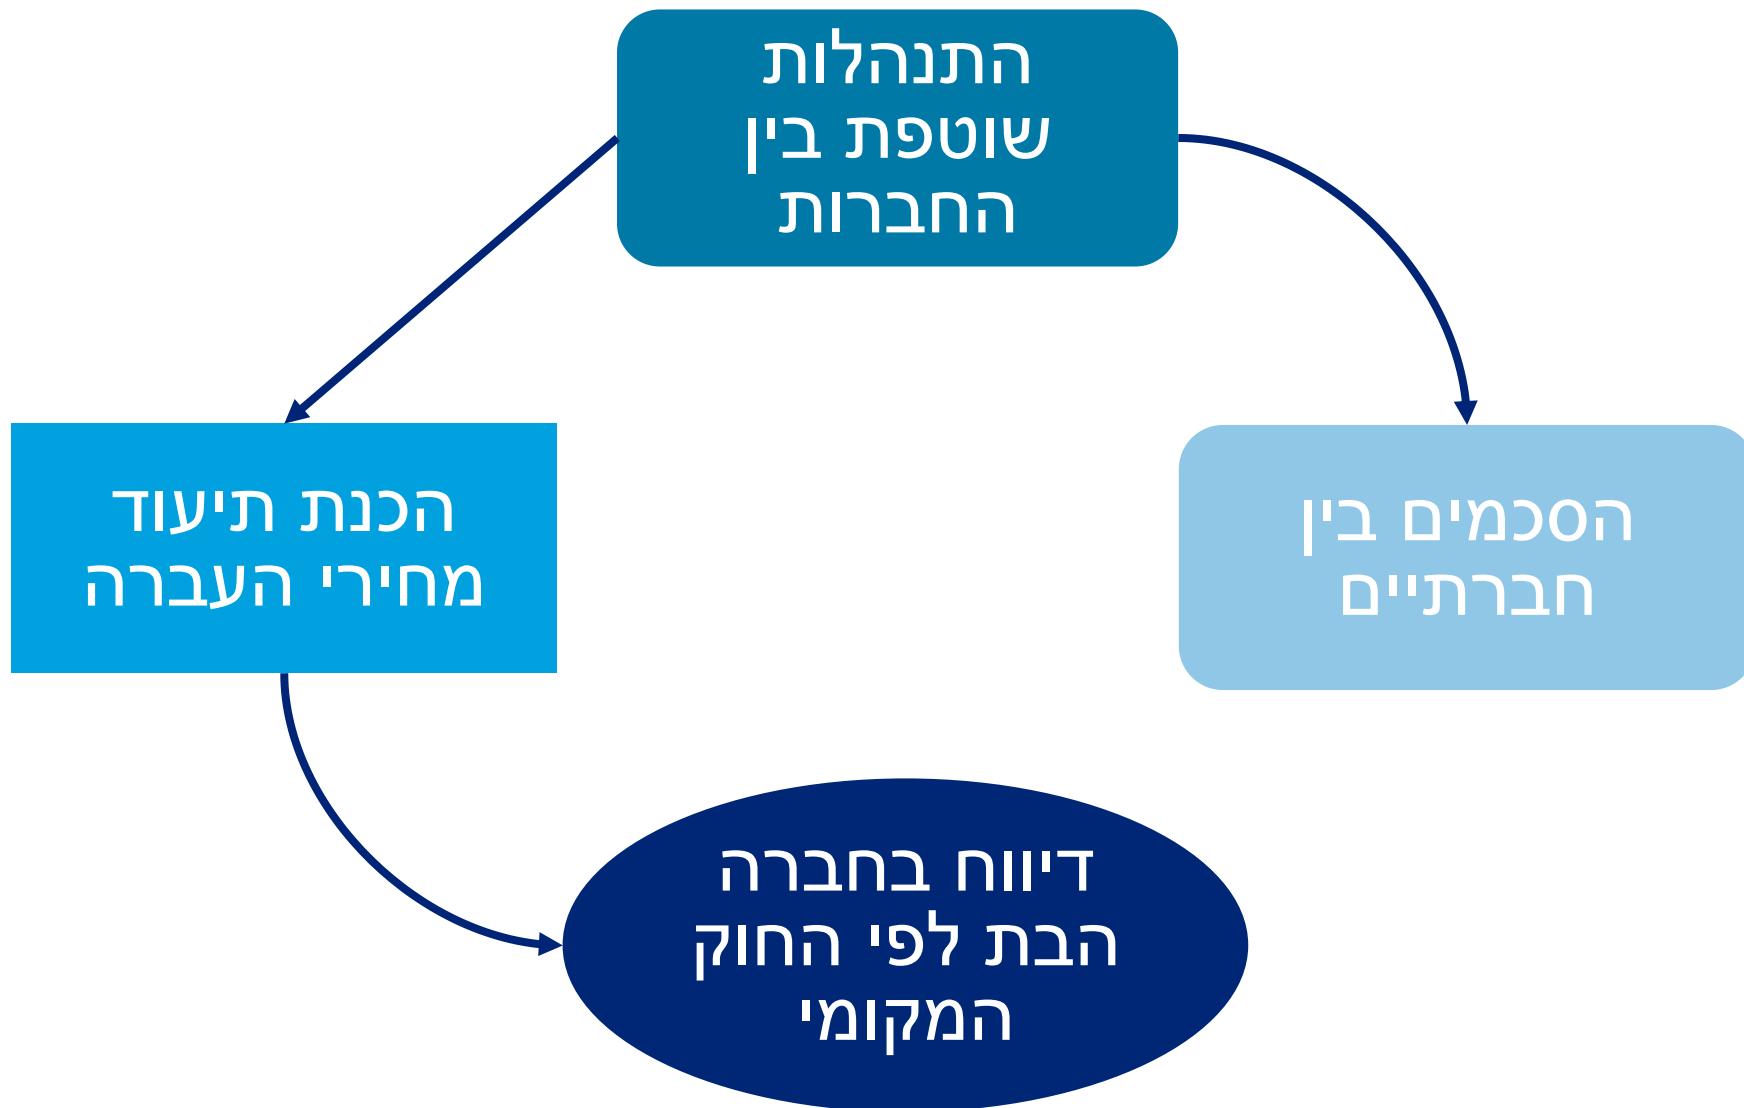 התנהלות
שוטפת בין
החברות
הסכמים בין
חברתיים
הכנת תיעוד
מחירי העברה
דיווח בחברה
הבת לפי החוק
המקומי